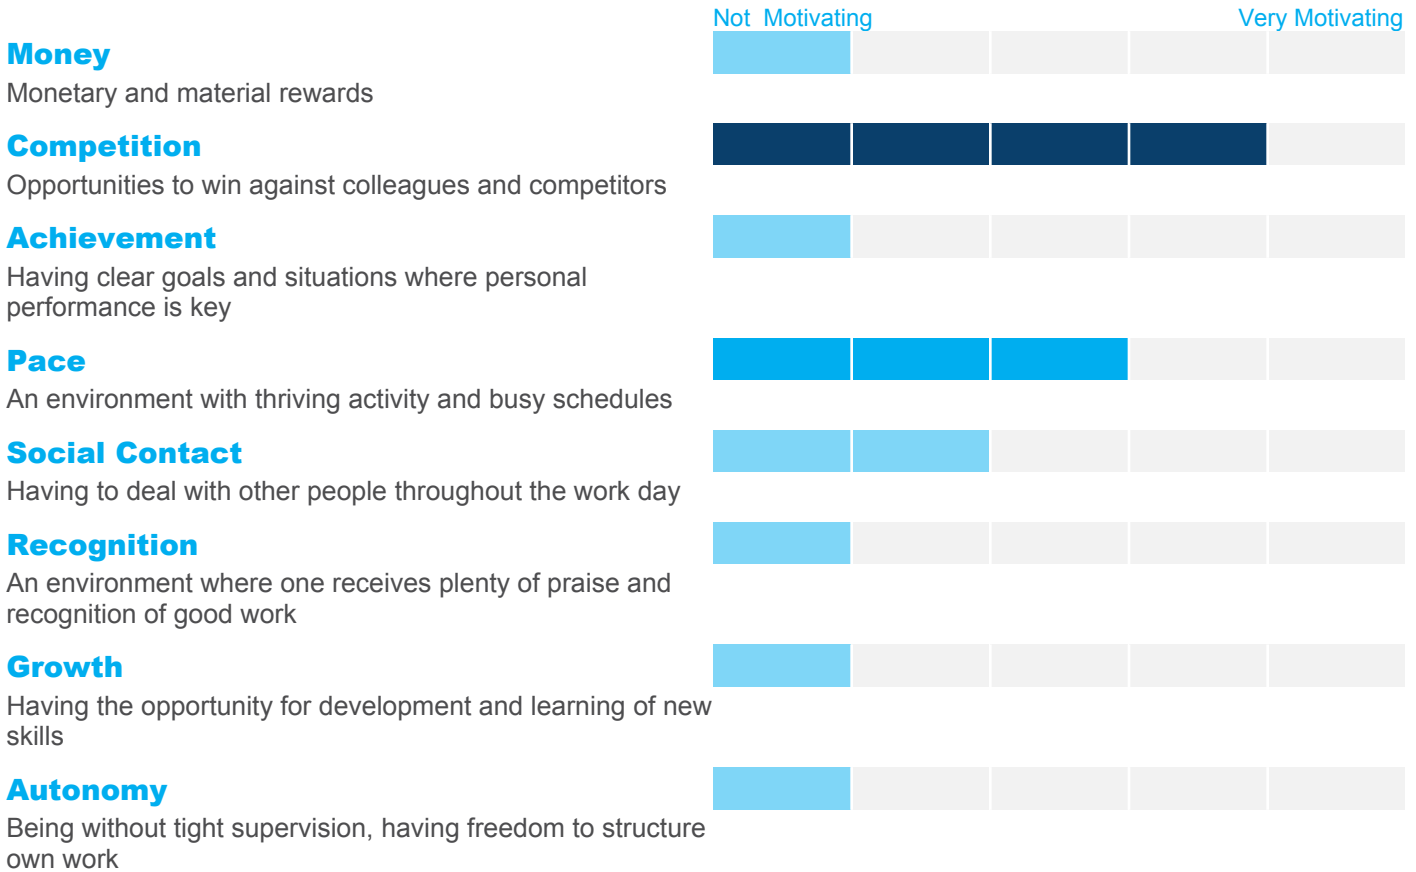 Not Motivating
Very Motivating
Money
Monetary and material rewards
Competition
Opportunities to win against colleagues and competitors
Achievement
Having clear goals and situations where personal
performance is key
Pace
An environment with thriving activity and busy schedules
Social Contact
Having to deal with other people throughout the work day
Recognition
An environment where one receives plenty of praise and
recognition of good work
Growth
Having the opportunity for development and learning of new
skills
Autonomy
Being without tight supervision, having freedom to structure
own work